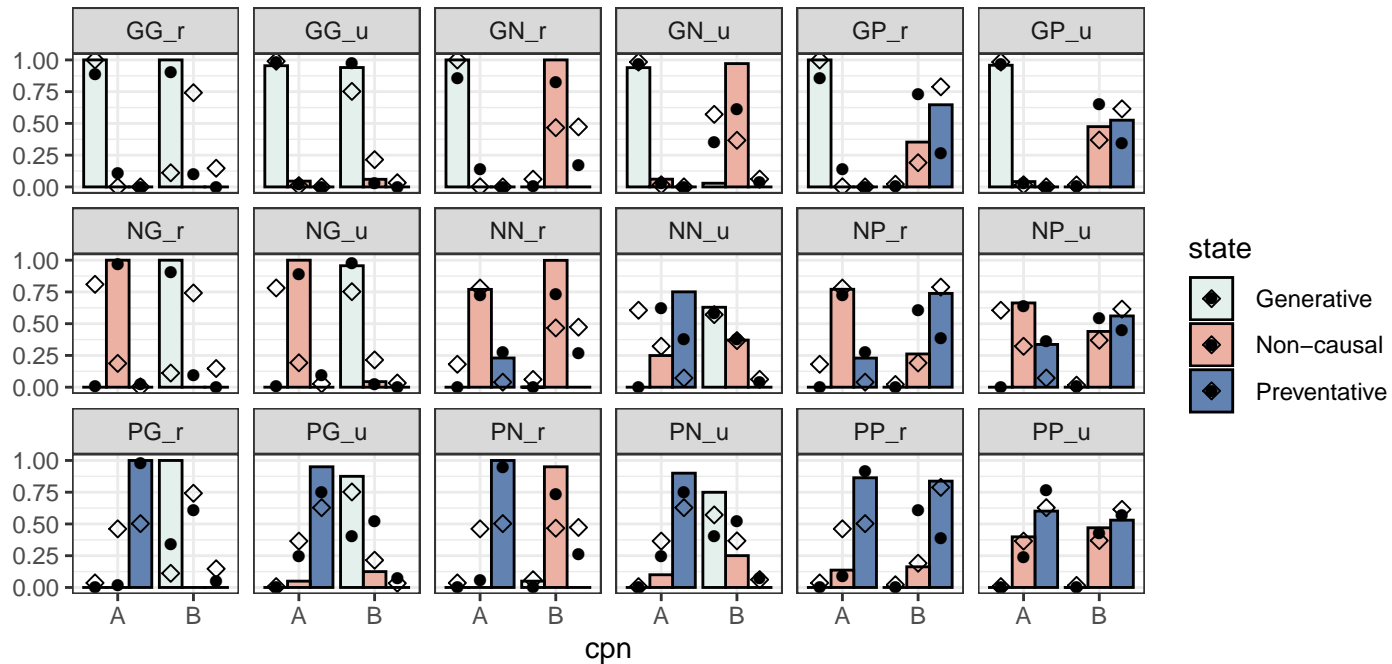 GG_r GG_u GN_r GN_u GP_r GP_u
1.00
0.75
0.50
0.25
0.00
NG_r NG_u NN_r NN_u NP_r NP_u
1.00
0.75
0.50
0.25
0.00
PG_r PG_u PN_r PN_u PP_r PP_u
1.00
0.75
0.50
0.25
0.00
A B A B A B A B A B A B
cpn
state
Generative
Non−causal
Preventative